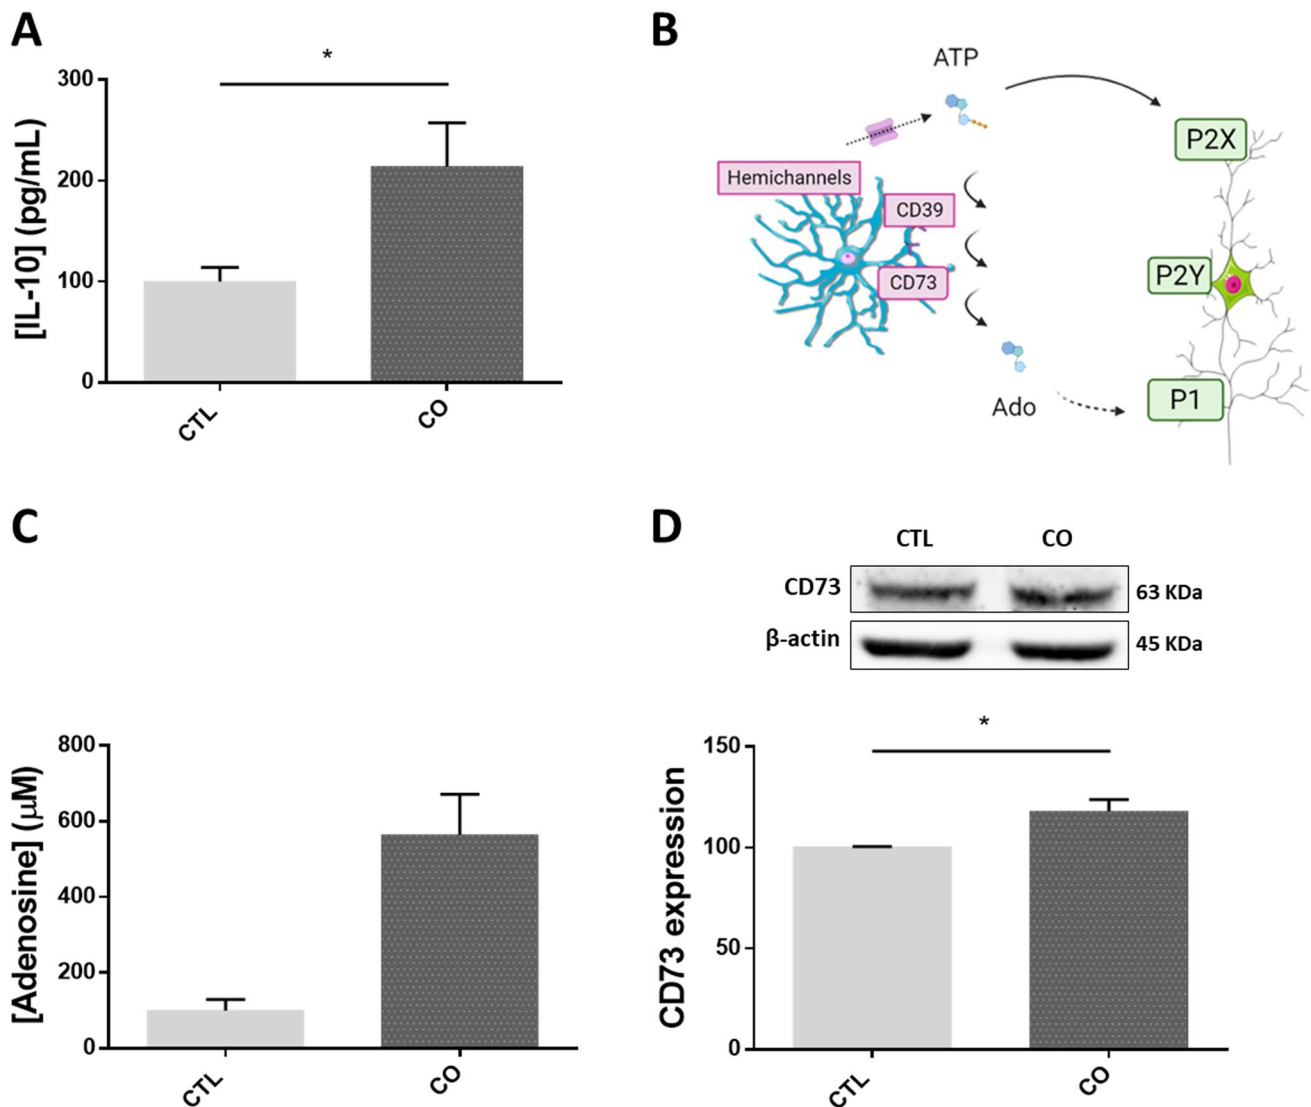 A
*
[IL-10] (pg/mL)
300
200
100
0
CTL
CO
B
ATP
P2X
Hemichannels
CD39
P2Y
CD73
P1
Ado
C
[Adenosine] (μM)
800
600
400
200
0
CTL
CO
D
CTL CO
CD73 63 KDa
β-actin 45 KDa
*
CD73 expression
150
100
50
0
CTL
CO